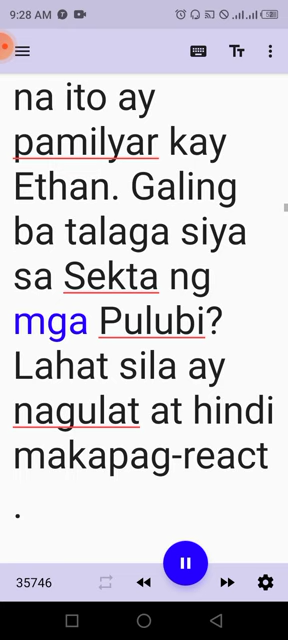 9:28 AM
na ito ay
pamilyar kay
Ethan. Galing
ba talaga siya
sa Sekta ng
mga Pulubi?
Lahat sila ay
nagulat at hindi
makapag-react
.
35746